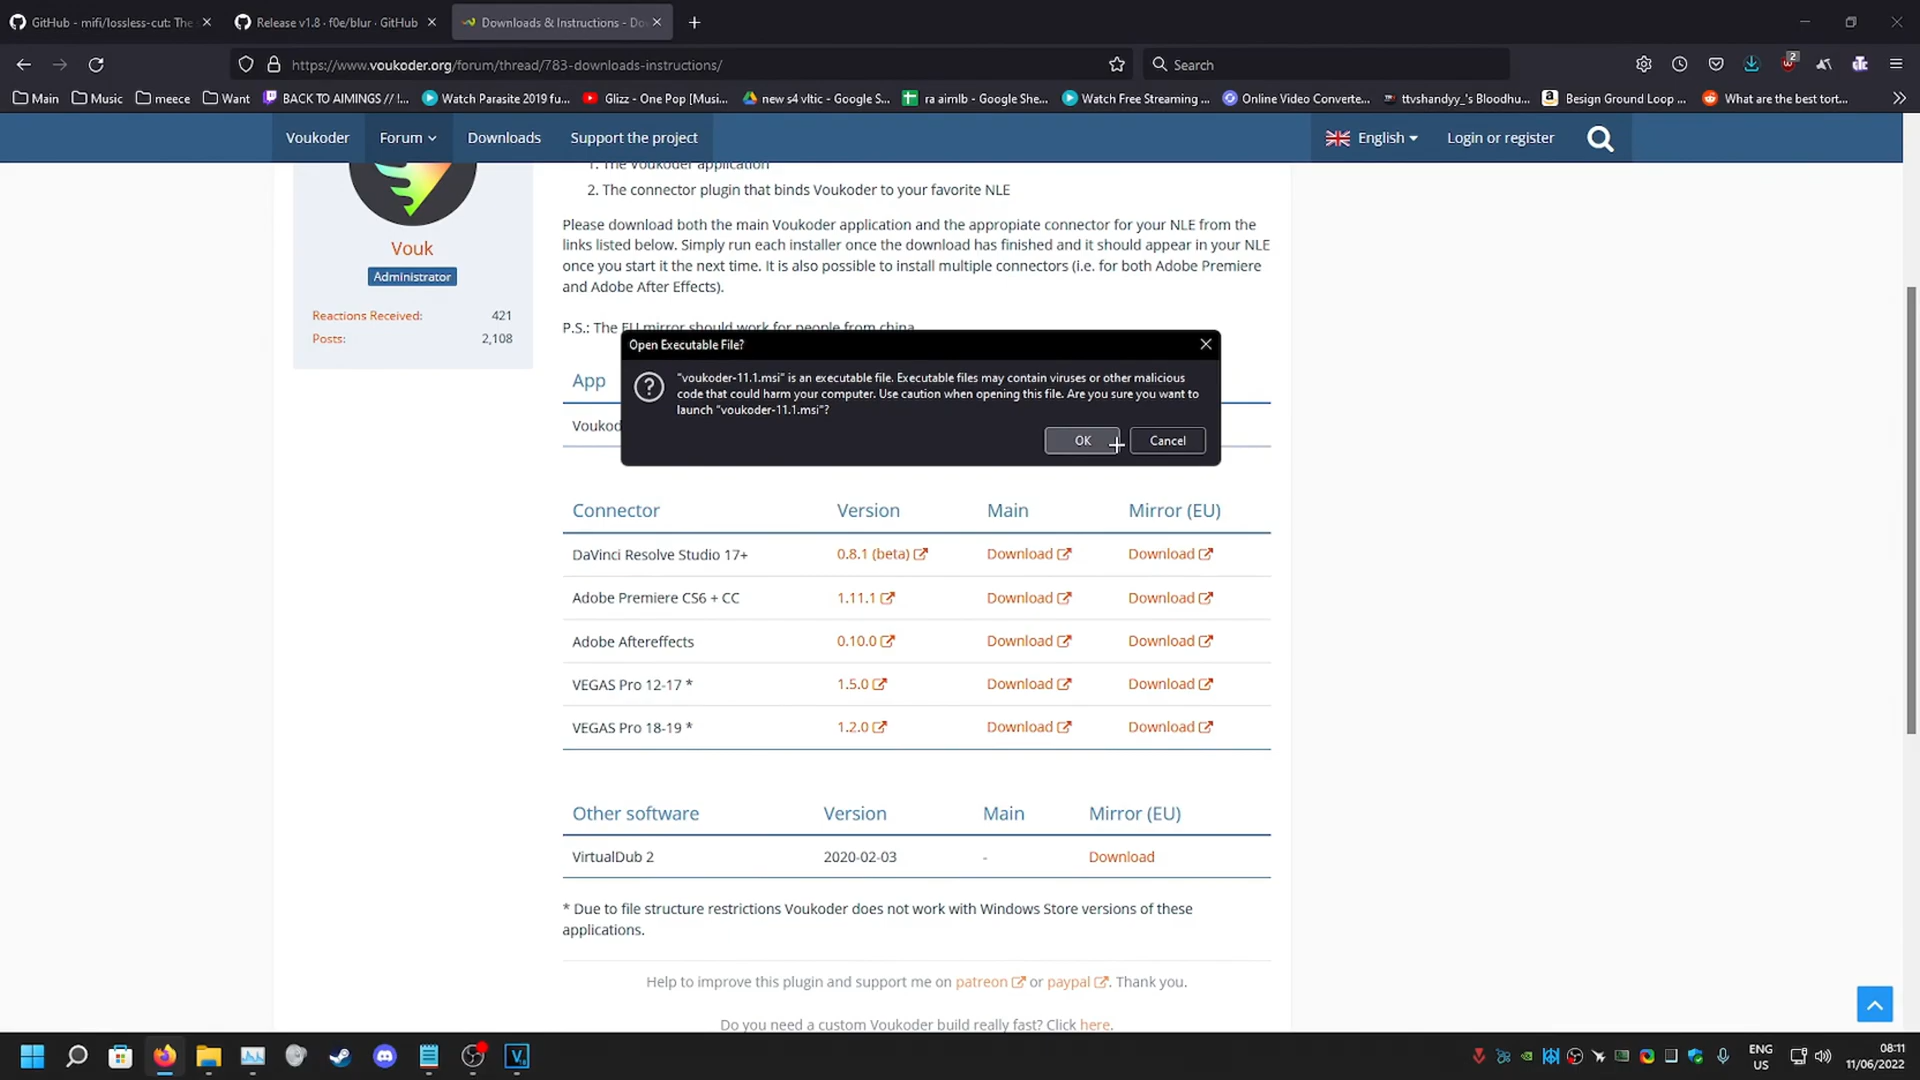 GitHub - mifi/lossless-cut: The
Release v1.8 · f0e/blur · GitHub
Downloads & Instructions - Do
https://www.voukoder.org/forum/thread/783-downloads-instructions/
Search
2
Main
Music
meece
Want
BACK TO AIMINGS // !...
Watch Parasite 2019 fu...
Glizz - One Pop [Musi...
new s4 vltic - Google S...
ra aimlb - Google She...
Watch Free Streaming ...
Online Video Converte...
ttvshandyy_'s Bloodhu...
Besign Ground Loop ...
What are the best tort...
Voukoder
Forum
Downloads
Support the project
English
Login or register
1. The Voukoder application
2. The connector plugin that binds Voukoder to your favorite NLE
Please download both the main Voukoder application and the appropiate connector for your NLE from the
links listed below. Simply run each installer once the download has finished and it should appear in your NLE
once you start it the next time. It is also possible to install multiple connectors (i.e. for both Adobe Premiere
and Adobe After Effects).
P.S.: The EU mirror should work for people from china.
Vouk
Administrator
Reactions Received: 421
Posts: 2,108
Open Executable File?
"voukoder-11.1.msi" is an executable file. Executable files may contain viruses or other malicious
code that could harm your computer. Use caution when opening this file. Are you sure you want to
launch "voukoder-11.1.msi"?
OK
Cancel
App
Voukod
Connector Version Main Mirror (EU)
DaVinci Resolve Studio 17+ 0.8.1 (beta) Download Download
Adobe Premiere CS6 + CC 1.11.1 Download Download
Adobe Aftereffects 0.10.0 Download Download
VEGAS Pro 12-17 * 1.5.0 Download Download
VEGAS Pro 18-19 * 1.2.0 Download Download
Other software Version Main Mirror (EU)
VirtualDub 2 2020-02-03 - Download
* Due to file structure restrictions Voukoder does not work with Windows Store versions of these
applications.
Help to improve this plugin and support me on patreon or paypal. Thank you.
Do you need a custom Voukoder build really fast? Click here.
ENG
US
08:11
11/06/2022